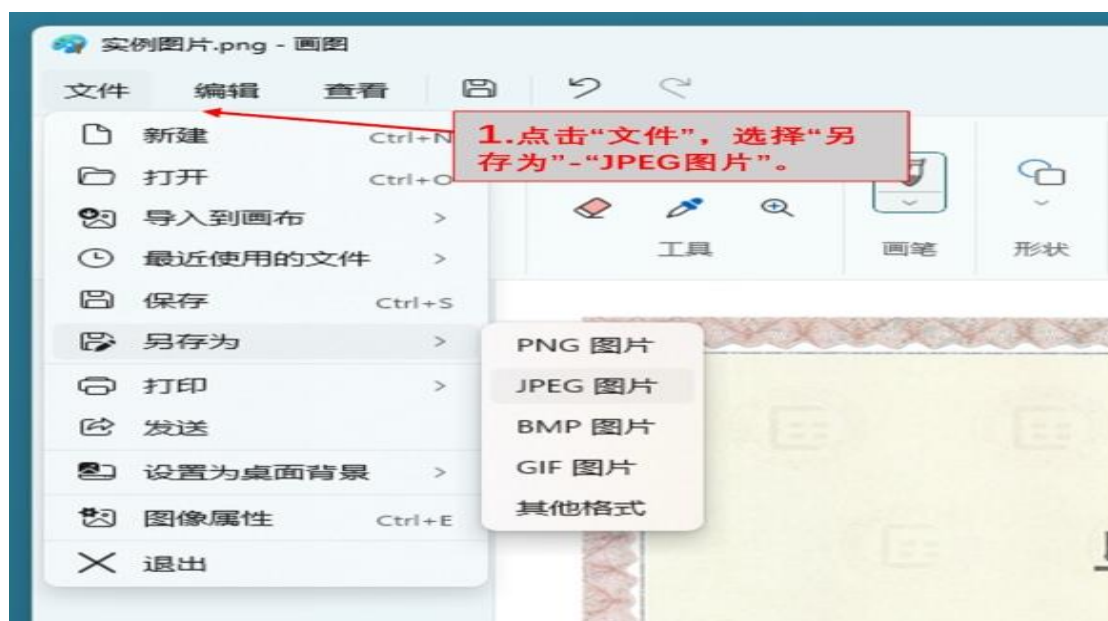 实例图片.png - 画图
文件 编辑 查看
新建 Ctrl+N
1.点击“文件”，选择“另
存为”-“JPEG图片”。
打开 Ctrl+O
导入到画布 >
工具 画笔 形状
最近使用的文件 >
保存 Ctrl+S
另存为 >
PNG 图片
JPEG 图片
BMP 图片
GIF 图片
其他格式
打印 >
发送
设置为桌面背景 >
图像属性 Ctrl+E
退出